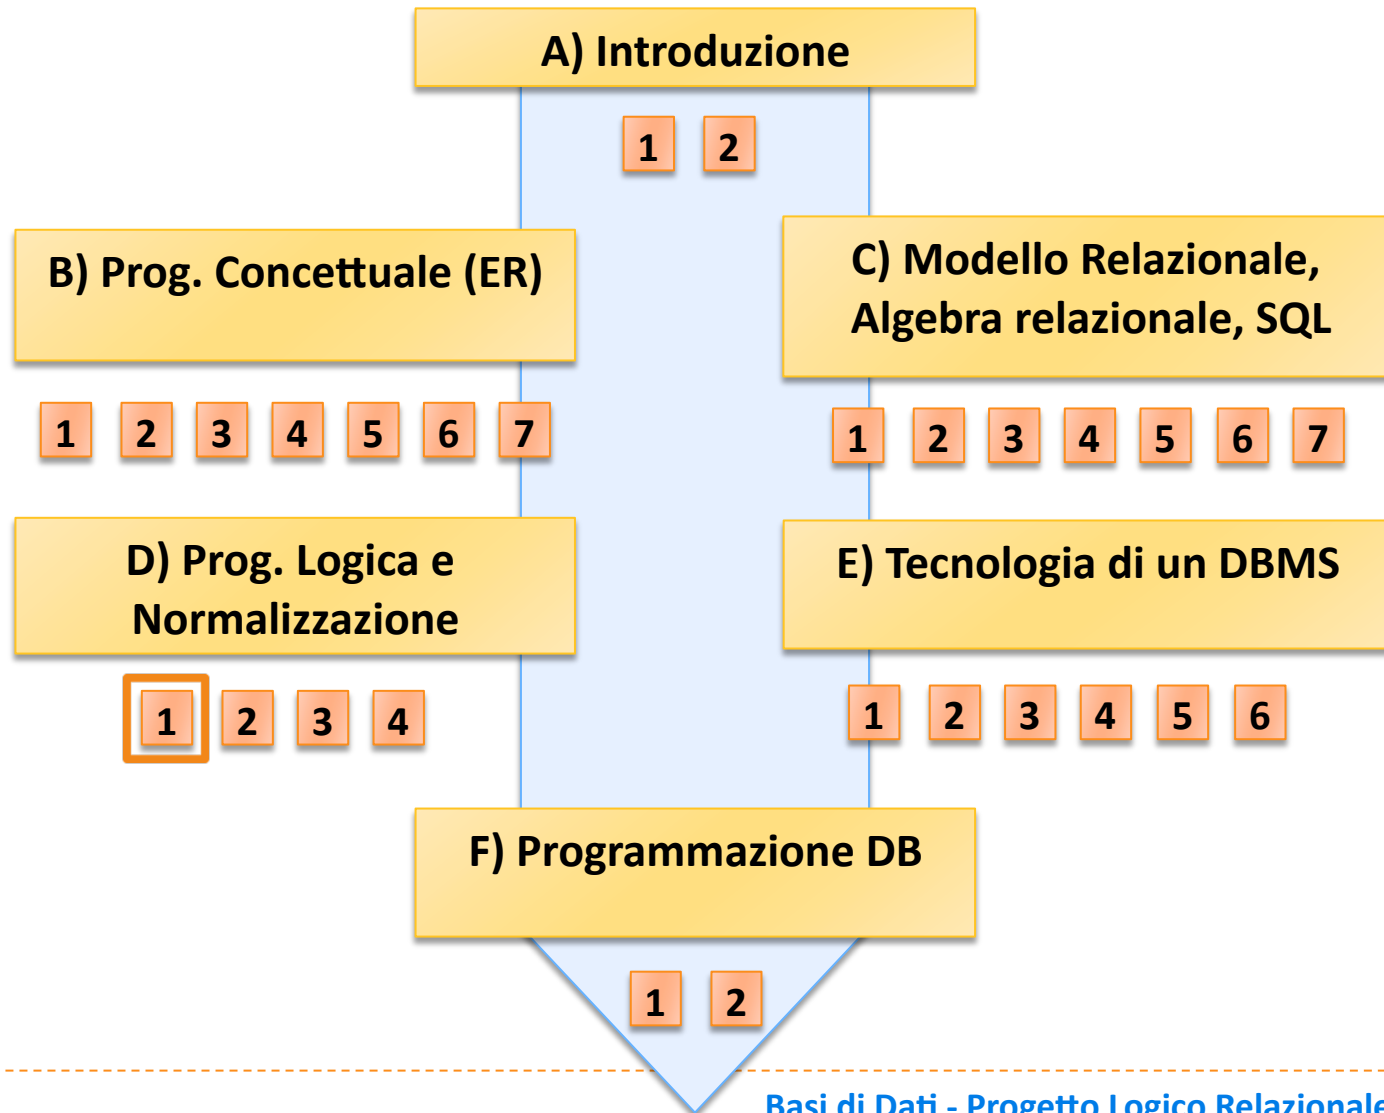 A) Introduzione
1 2
B) Prog. Concettuale (ER)
C) Modello Relazionale,
Algebra relazionale, SQL
1 2 3 4 5 6 7
1 2 3 4 5 6 7
D) Prog. Logica e
Normalizzazione
E) Tecnologia di un DBMS
1 2 3 4
1 2 3 4 5 6
F) Programmazione DB
1 2
Basi di Dati - Progetto Logico Relazionale